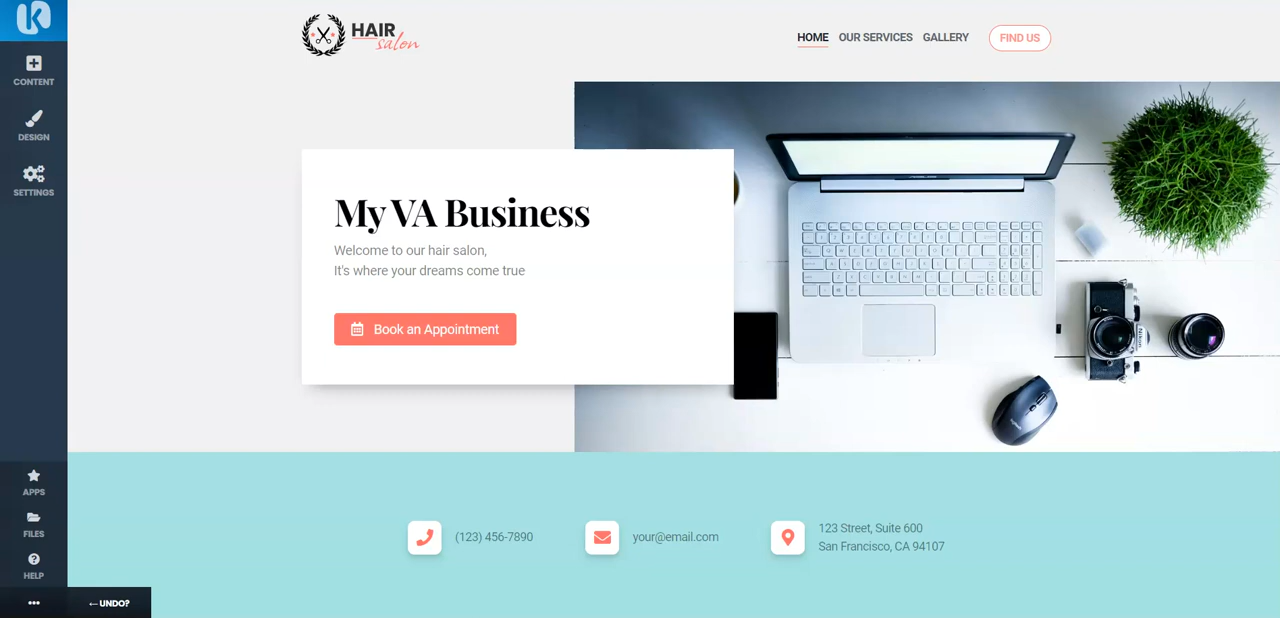 K
CONTENT
DESIGN
SETTINGS
APPS
FILES
HELP
←UNDO?
HAIR
salon
HOME OUR SERVICES GALLERY FIND US
My VA Business
Welcome to our hair salon,
It's where your dreams come true
Book an Appointment
Nikon
(123) 456-7890
your@email.com
123 Street, Suite 600
San Francisco, CA 94107